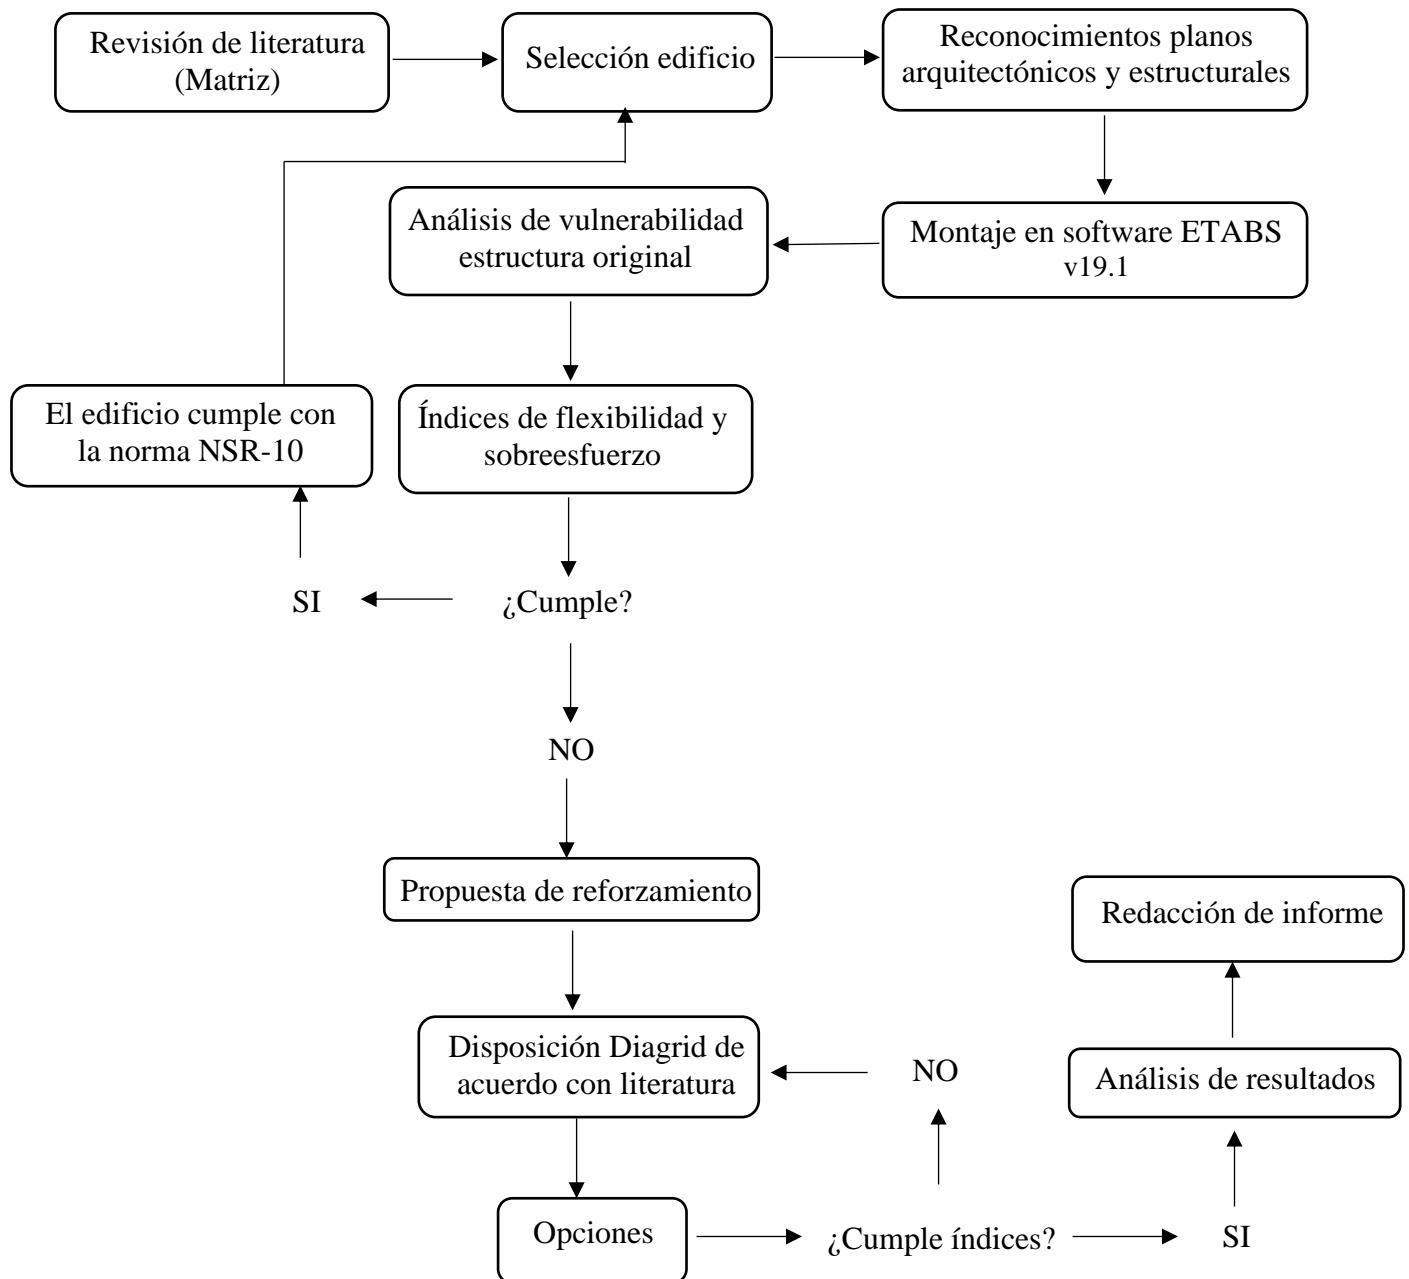 Revisión de literatura
(Matriz)
Selección edificio
Reconocimientos planos
arquitectónicos y estructurales
Análisis de vulnerabilidad
estructura original
Montaje en software ETABS
v19.1
El edificio cumple con
la norma NSR-10
Índices de flexibilidad y
sobreesfuerzo
SI
¿Cumple?
NO
Propuesta de reforzamiento
Redacción de informe
Disposición Diagrid de
acuerdo con literatura
NO
Análisis de resultados
Opciones
¿Cumple índices?
SI